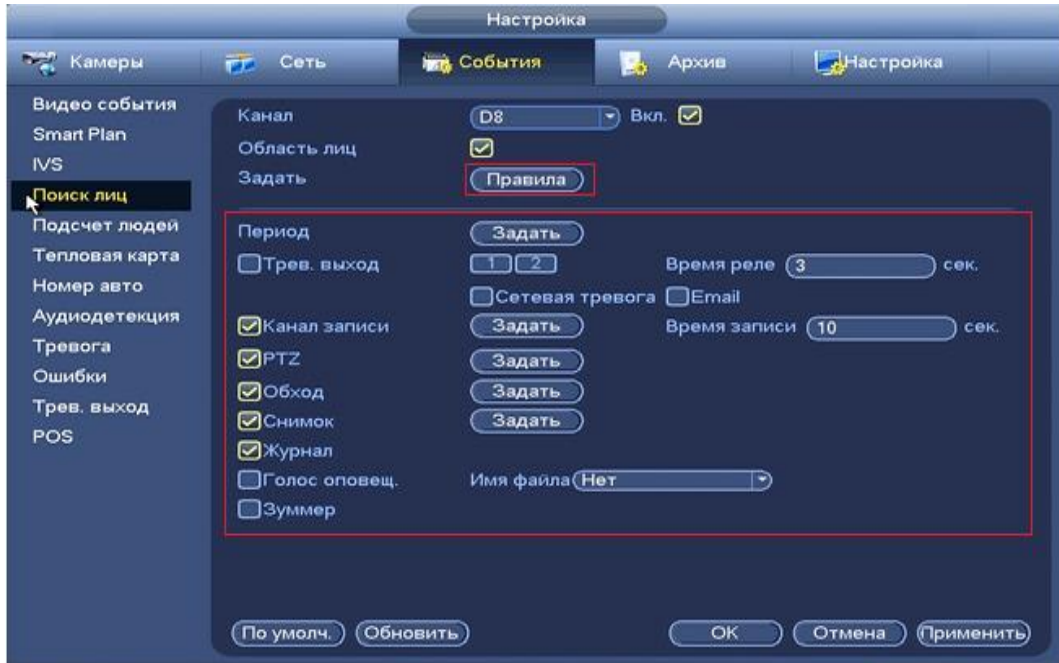 Настройка
Камеры Сеть События Архив Настройка
Видео события
Smart Plan
IVS
Поиск лиц
Подсчет людей
Тепловая карта
Номер авто
Аудиодетекция
Тревога
Ошибки
Трев. выход
POS
Канал D8 Вкл.
Область лиц
Задать Правила
Период Задать
Трев. выход 1 2 Время реле 3 сек.
Сетевая тревога Email
Канал записи Задать Время записи 10 сек.
PTZ Задать
Обход Задать
Снимок Задать
Журнал
Голос оповещ. Имя файла Нет
Зуммер
По умолч. Обновить OK Отмена Применить